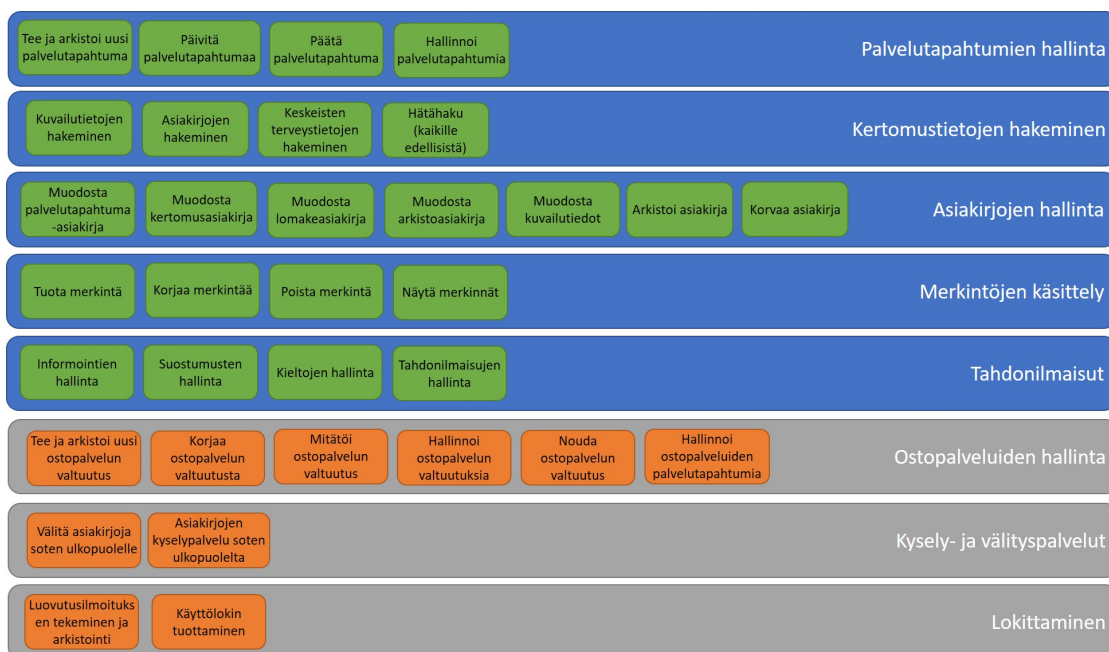 Tee ja arkistoi uusi
palvelutapahtuma
Päivitä
palvelutapahtumaa
Päätä
palvelutapahtuma
Hallinnoi
palvelutapahtumia
Palvelutapahtumien hallinta
Kuvailutietojen
hakeminen
Asiakirjojen
hakeminen
Keskeisten
terveystietojen
hakeminen
Hätähaku
(kaikille
edellisistä)
Kertomustietojen hakeminen
Muodosta
palvelutapahtuma
-asiakirja
Muodosta
kertomusasiakirja
Muodosta
lomakeasiakirja
Muodosta
arkistoasiakirja
Muodosta
kuvailutiedot
Arkistoi asiakirja
Korvaa asiakirja
Asiakirjojen hallinta
Tuota merkintä
Korjaa merkintää
Poista merkintä
Näytä merkinnät
Merkintöjen käsittely
Informointien
hallinta
Suostumusten
hallinta
Kieltojen hallinta
Tahdonilmaisujen
hallinta
Tahdonilmaisut
Tee ja arkistoi uusi
ostopalvelun
valtuutus
Korjaa
ostopalvelun
valtuutusta
Mitätöi
ostopalvelun
valtuutus
Hallinnoi
ostopalvelun
valtuutuksia
Nouda
ostopalvelun
valtuutus
Hallinnoi
ostopalveluiden
palvelutapahtumia
Ostopalveluiden hallinta
Välitä asiakirjoja
soten ulkopuolelle
Asiakirjojen
kyselypalvelu soten
ulkopuolelta
Kysely- ja välityspalvelut
Luovutusilmoituks
en tekeminen ja
arkistointi
Käyttölokin
tuottaminen
Lokittaminen